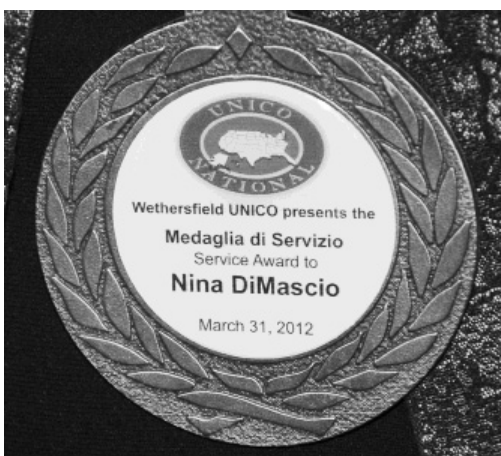 UNICO
NATIONAL
Wethersfield UNICO presents the
Medaglia di Servizio
Service Award to
Nina DiMascio
March 31, 2012